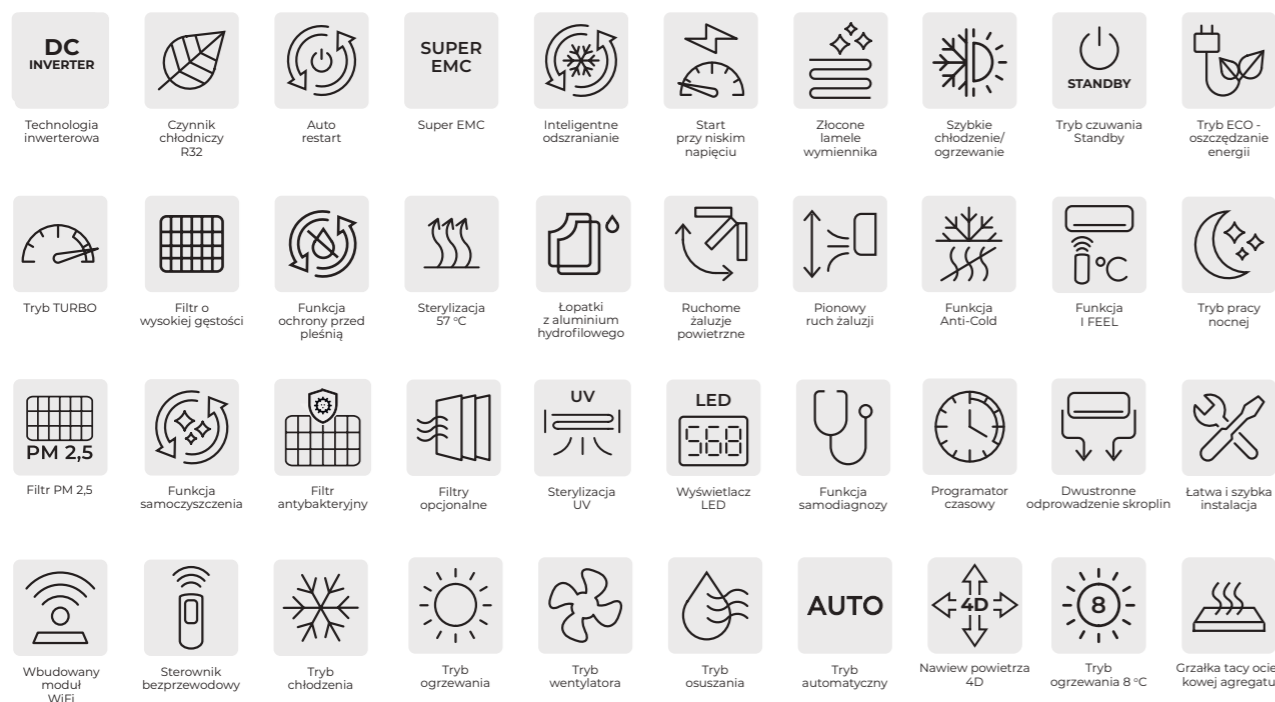 DC
INVERTER
Technologia
inwerterowa
Czynnik
chłodniczy
R32
Auto
restart
SUPER
EMC
Super EMC
Inteligentne
odszranianie
Start
przy niskim
napięciu
Złocone
lamele
wymiennika
Szybkie
chłodzenie/
ogrzewanie
STANDBY
Tryb czuwania
Standby
Tryb ECO -
oszczędzanie
energii
Tryb TURBO
Filtr o
wysokiej gęstości
Funkcja
ochrony przed
pleśnią
Sterylizacja
57 °C
Łopatki
z aluminium
hydrofilowego
Ruchome
żaluzje
powietrzne
Pionowy
ruch żaluzji
Funkcja
Anti-Cold
°C
Funkcja
I FEEL
Tryb pracy
nocnej
PM 2,5
Filtr PM 2,5
Funkcja
samoczyszczenia
Filtr
antybakteryjny
Filtry
opcjonalne
UV
Sterylizacja
UV
LED
568
Wyświetlacz
LED
Funkcja
samodiagnozy
Programator
czasowy
Dwustronne
odprowadzenie skroplin
Łatwa i szybka
instalacja
Wbudowany
moduł
WiFi
Sterownik
bezprzewodowy
Tryb
chłodzenia
Tryb
ogrzewania
Tryb
wentylatora
Tryb
osuszania
AUTO
Tryb
automatyczny
4D
Nawiew powietrza
4D
8
Tryb
ogrzewania 8 °C
Grzałka tacy ocie
kowej agregatu